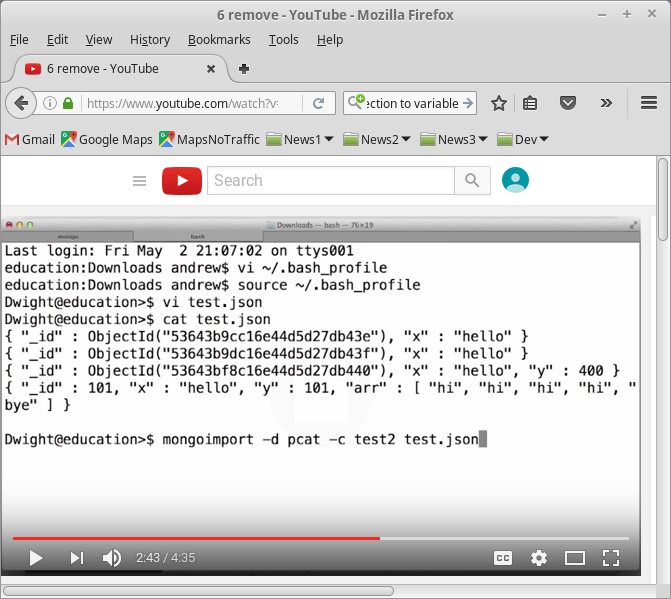 6 remove - YouTube - Mozilla Firefox
File Edit View History Bookmarks Tools Help
6 remove - YouTube
https://www.youtube.com/watch?v= ection to variable
Gmail Google Maps MapsNoTraffic News1 News2 News3 Dev
Search
Downloads — bash — 76×19
mongo bash
Last login: Fri May  2 21:07:02 on ttys001
education:Downloads andrew$ vi ~/.bash_profile
education:Downloads andrew$ source ~/.bash_profile
Dwight@education>$ vi test.json
Dwight@education>$ cat test.json
{ "_id" : ObjectId("53643b9cc16e44d5d27db43e"), "x" : "hello" }
{ "_id" : ObjectId("53643b9dc16e44d5d27db43f"), "x" : "hello" }
{ "_id" : ObjectId("53643bf8c16e44d5d27db440"), "x" : "hello", "y" : 400 }
{ "_id" : 101, "x" : "hello", "y" : 101, "arr" : [ "hi", "hi", "hi", "hi", "
bye" ] }
Dwight@education>$ mongoimport -d pcat -c test2 test.json
2:43 / 4:35 CC